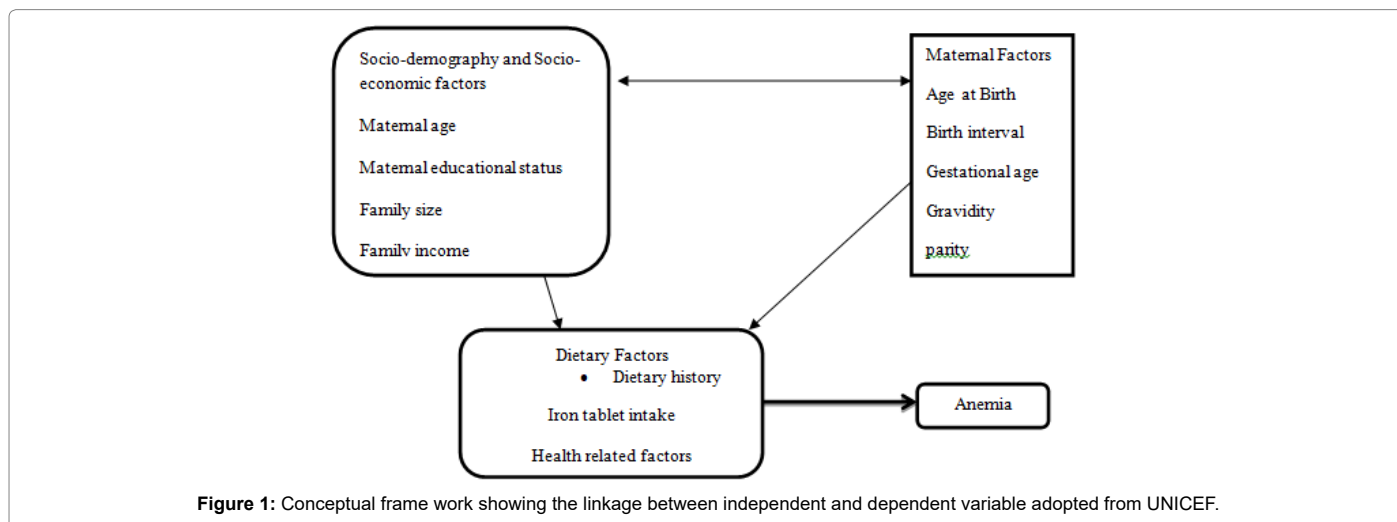 Socio-demography and Socio-
economic factors
Maternal age
Maternal educational status
Family size
Family income
Maternal Factors
Age at Birth
Birth interval
Gestational age
Gravidity
parity
Dietary Factors
• Dietary history
Iron tablet intake
Health related factors
Anemia
Figure 1: Conceptual frame work showing the linkage between independent and dependent variable adopted from UNICEF.